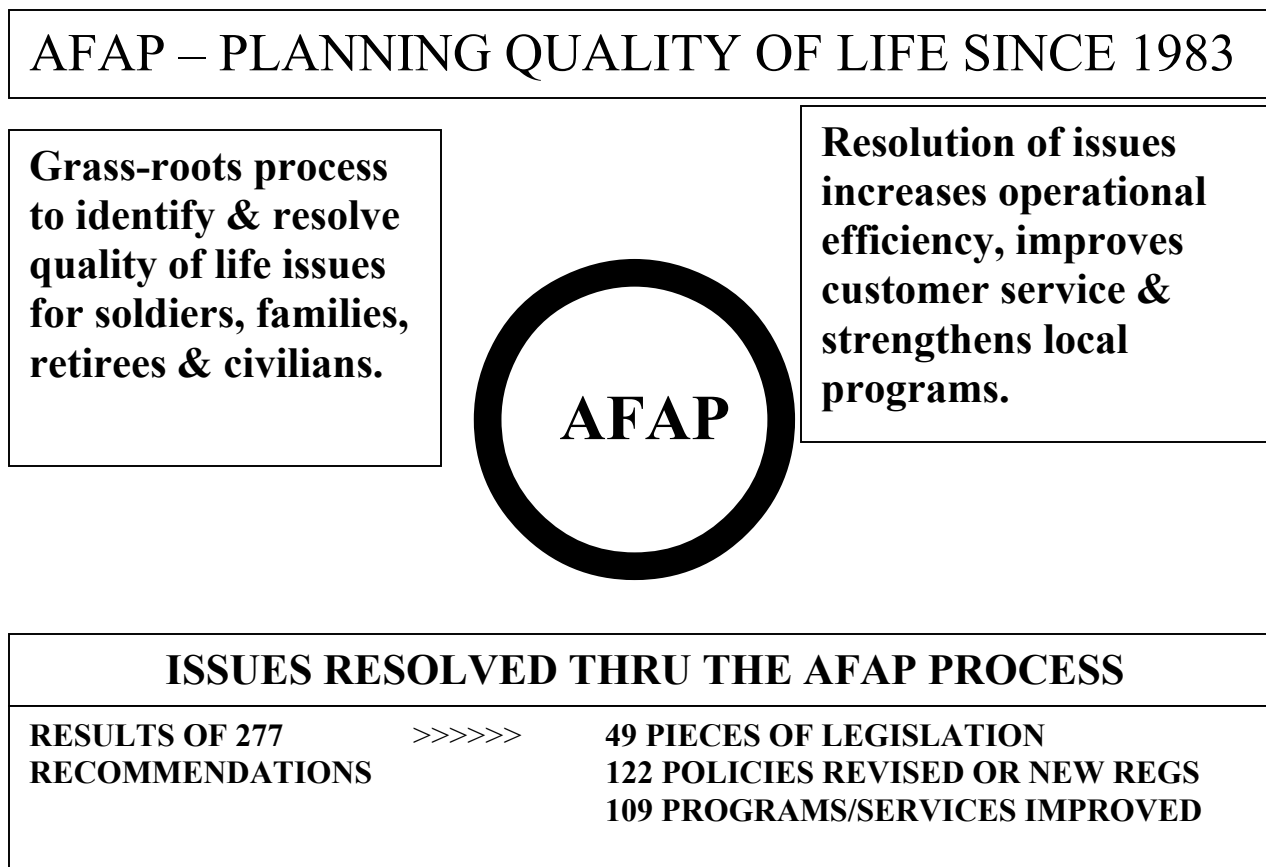 AFAP – PLANNING QUALITY OF LIFE SINCE 1983
Grass-roots process
to identify & resolve
quality of life issues
for soldiers, families,
retirees & civilians.
Resolution of issues
increases operational
efficiency, improves
customer service &
strengthens local
programs.
AFAP
ISSUES RESOLVED THRU THE AFAP PROCESS
RESULTS OF 277 >>>>>> 49 PIECES OF LEGISLATION
RECOMMENDATIONS 122 POLICIES REVISED OR NEW REGS
109 PROGRAMS/SERVICES IMPROVED